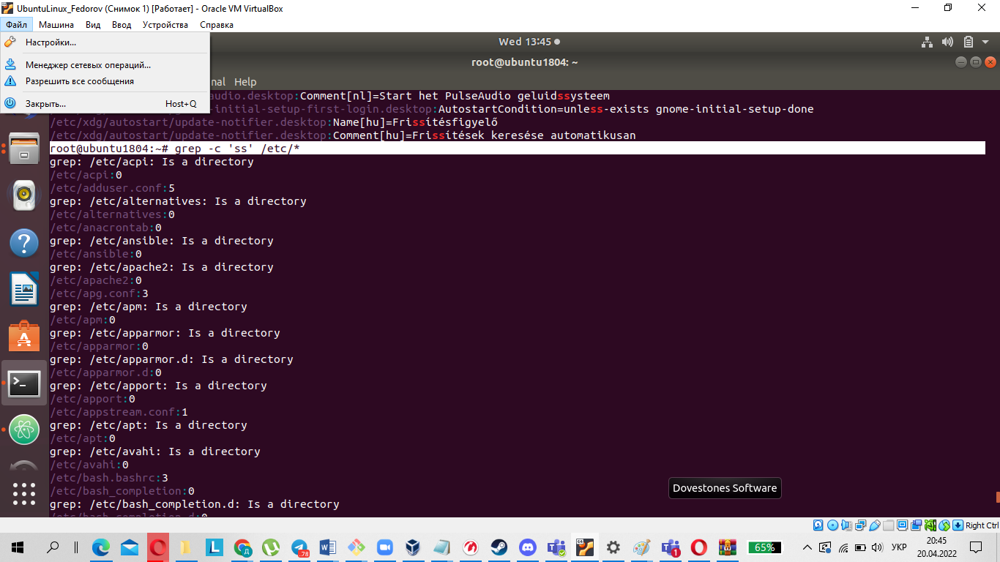 UbuntuLinux_Fedorov (Снимок 1) [Работает] - Oracle VM VirtualBox
Файл Машина Вид Ввод Устройства Справка
Настройки...
Менеджер сетевых операций...
Разрешить все сообщения
Закрыть... Host+Q
Wed 13:45
root@ubuntu1804: ~
nal Help
audio.desktop:Comment[nl]=Start het PulseAudio geluidssysteem
-initial-setup-first-login.desktop:AutostartCondition=unless-exists gnome-initial-setup-done
/etc/xdg/autostart/update-notifier.desktop:Name[hu]=Frissítésfigyelő
/etc/xdg/autostart/update-notifier.desktop:Comment[hu]=Frissítések keresése automatikusan
root@ubuntu1804:~# grep -c 'ss' /etc/*
grep: /etc/acpi: Is a directory
/etc/acpi:0
/etc/adduser.conf:5
grep: /etc/alternatives: Is a directory
/etc/alternatives:0
/etc/anacrontab:0
grep: /etc/ansible: Is a directory
/etc/ansible:0
grep: /etc/apache2: Is a directory
/etc/apache2:0
/etc/apg.conf:3
grep: /etc/apm: Is a directory
/etc/apm:0
grep: /etc/apparmor: Is a directory
/etc/apparmor:0
grep: /etc/apparmor.d: Is a directory
/etc/apparmor.d:0
grep: /etc/apport: Is a directory
/etc/apport:0
/etc/appstream.conf:1
grep: /etc/apt: Is a directory
/etc/apt:0
grep: /etc/avahi: Is a directory
/etc/avahi:0
/etc/bash.bashrc:3
/etc/bash_completion:0
grep: /etc/bash_completion.d: Is a directory
/etc/bash_completion.d:0
Dovestones Software
Right Ctrl
65%
УКР
20:45
20.04.2022